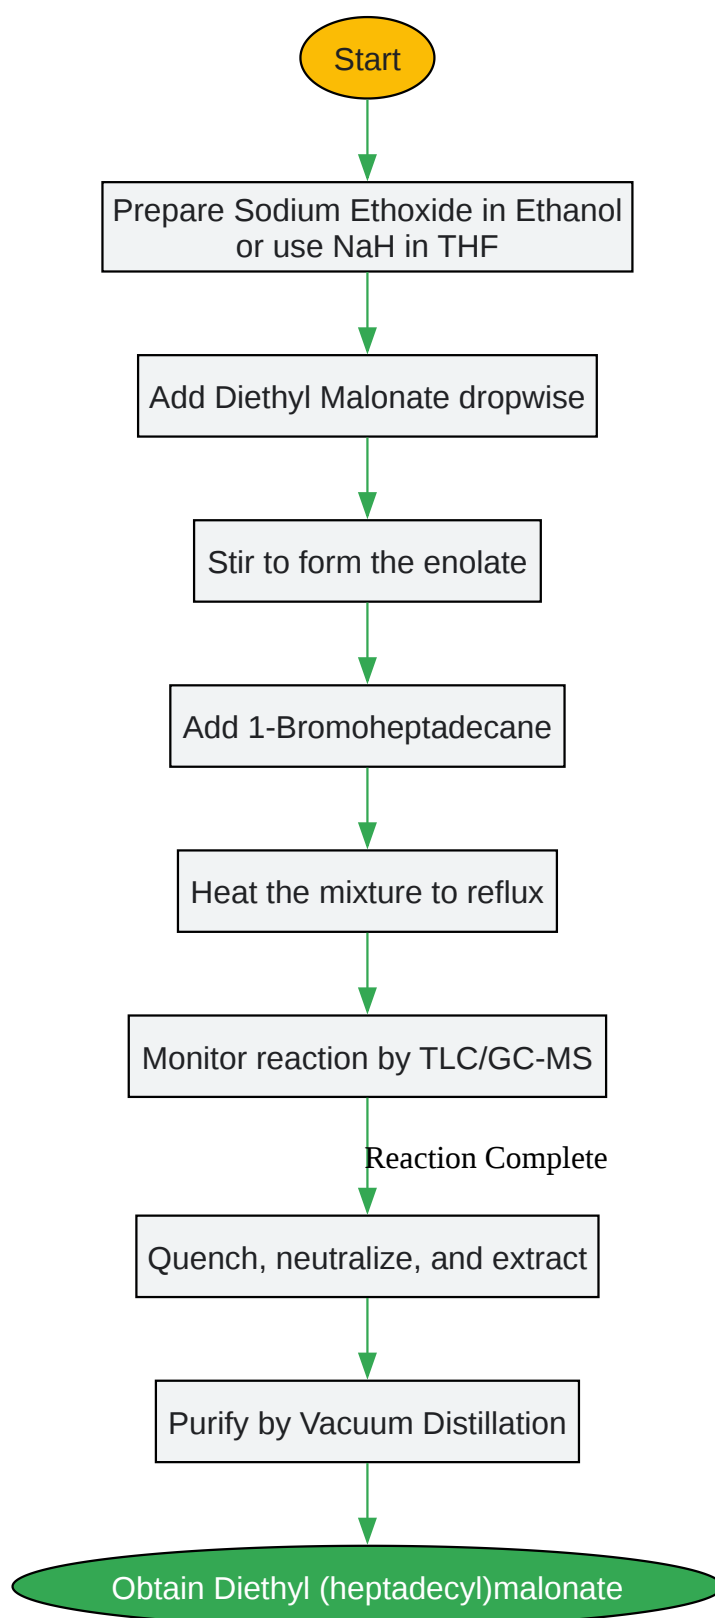 Start
Prepare Sodium Ethoxide in Ethanol
or use NaH in THF
Add Diethyl Malonate dropwise
Stir to form the enolate
Add 1-Bromoheptadecane
Heat the mixture to reflux
Monitor reaction by TLC/GC-MS
Reaction Complete
Quench, neutralize, and extract
Purify by Vacuum Distillation
Obtain Diethyl (heptadecyl)malonate